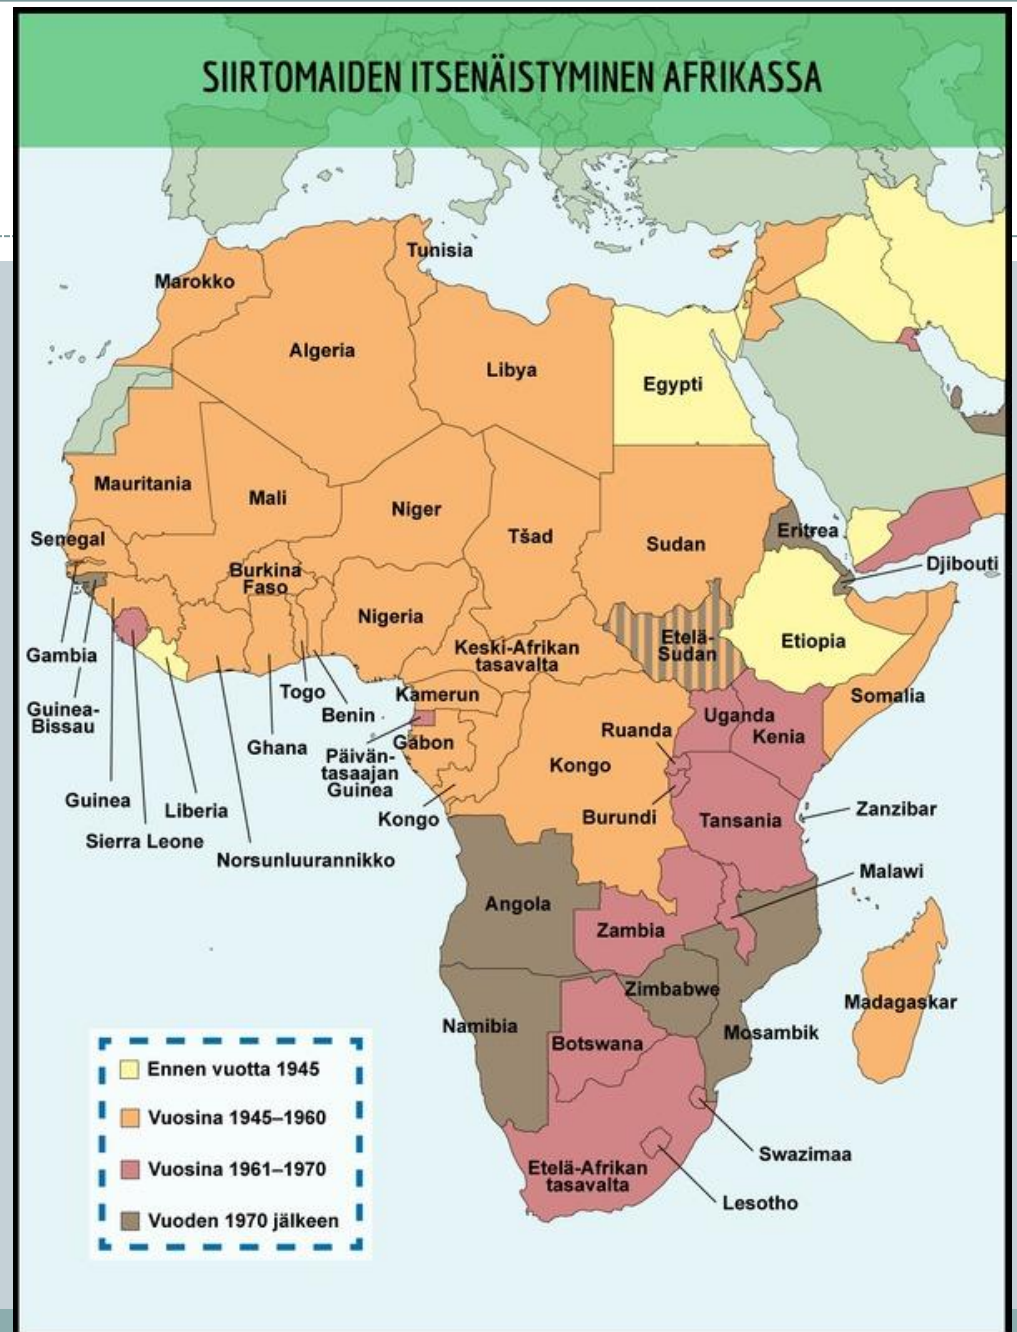 SIIRTOMAIDEN ITSENÄISTYMINEN AFRIKASSA
Tunisia
Marokko
Algeria
Libya
Egypti
Mauritania
Mali
Niger
Tšad
Sudan
Eritrea
Senegal
Djibouti
Burkina
Faso
Nigeria
Etelä-
Sudan
Etiopia
Keski-Afrikan
tasavalta
Gambia
Togo
Kamerun
Somalia
Guinea-
Bissau
Benin
Uganda
Ruanda
Kenia
Gabon
Ghana
Päivän-
tasaajan
Guinea
Kongo
Guinea
Liberia
Kongo
Burundi
Tansania
Zanzibar
Sierra Leone
Norsunluurannikko
Malawi
Angola
Zambia
Zimbabwe
Madagaskar
Namibia
Mosambik
Botswana
Ennen vuotta 1945
Vuosina 1945–1960
Vuosina 1961–1970
Vuoden 1970 jälkeen
Swazimaa
Etelä-Afrikan
tasavalta
Lesotho